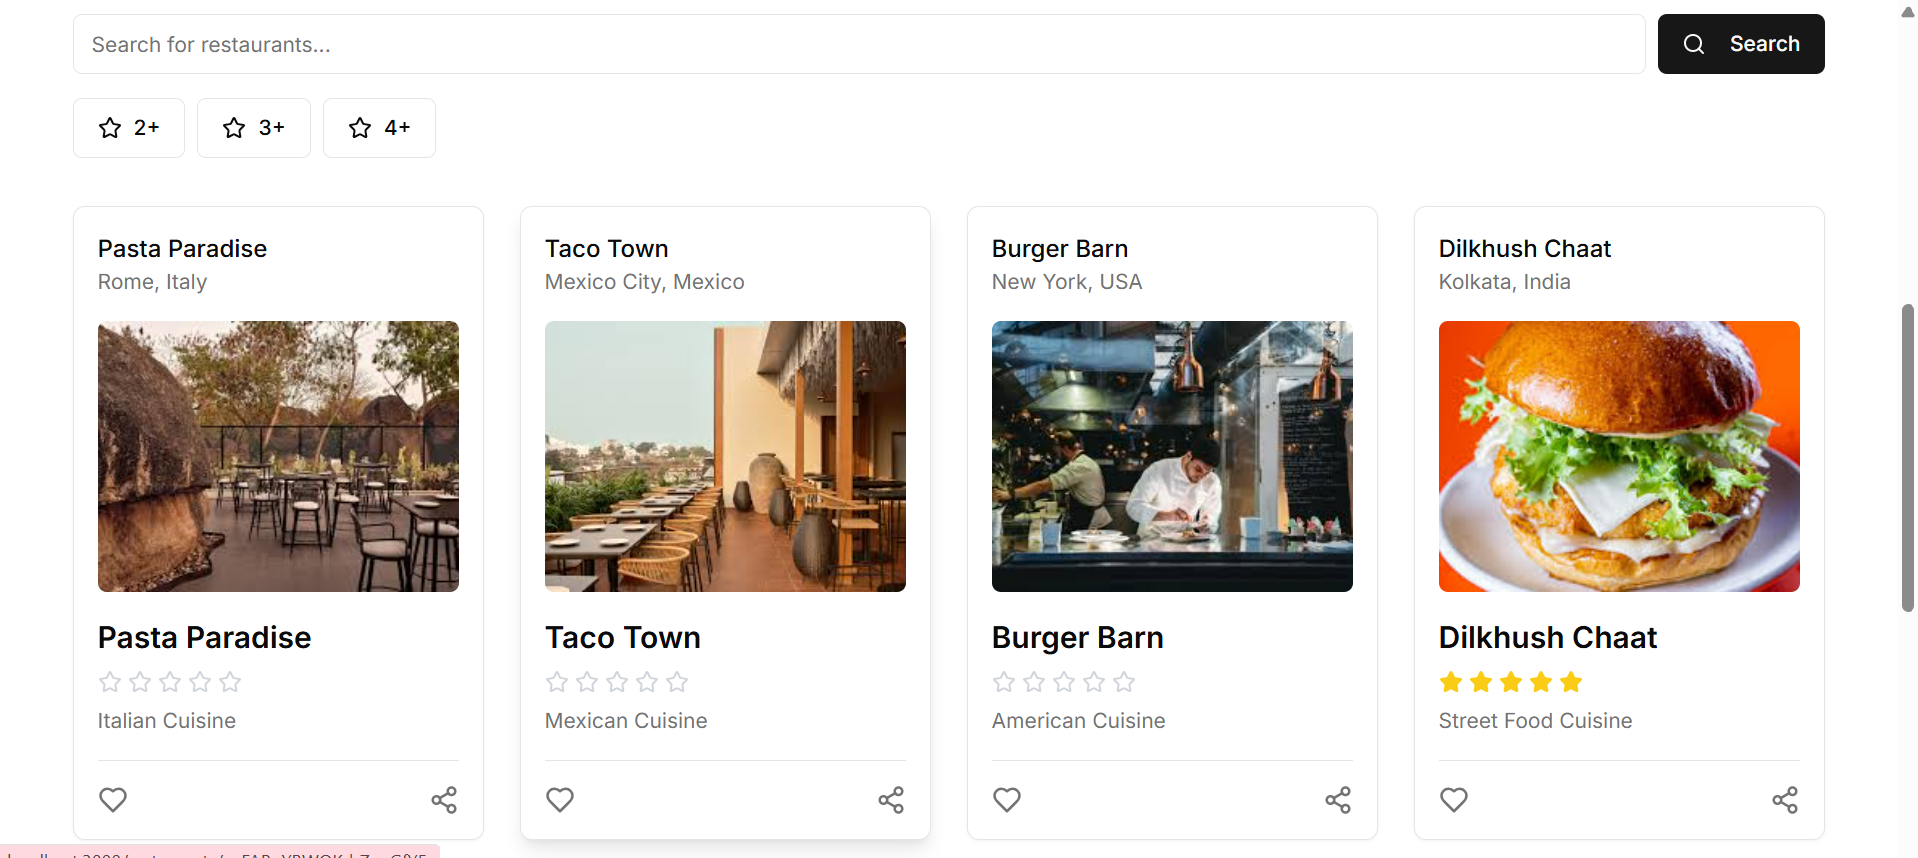 Search for restaurants...
Search
2+
3+
4+
Pasta Paradise
Rome, Italy
Pasta Paradise
Italian Cuisine
Taco Town
Mexico City, Mexico
Taco Town
Mexican Cuisine
Burger Barn
New York, USA
Burger Barn
American Cuisine
Dilkhush Chaat
Kolkata, India
Dilkhush Chaat
Street Food Cuisine